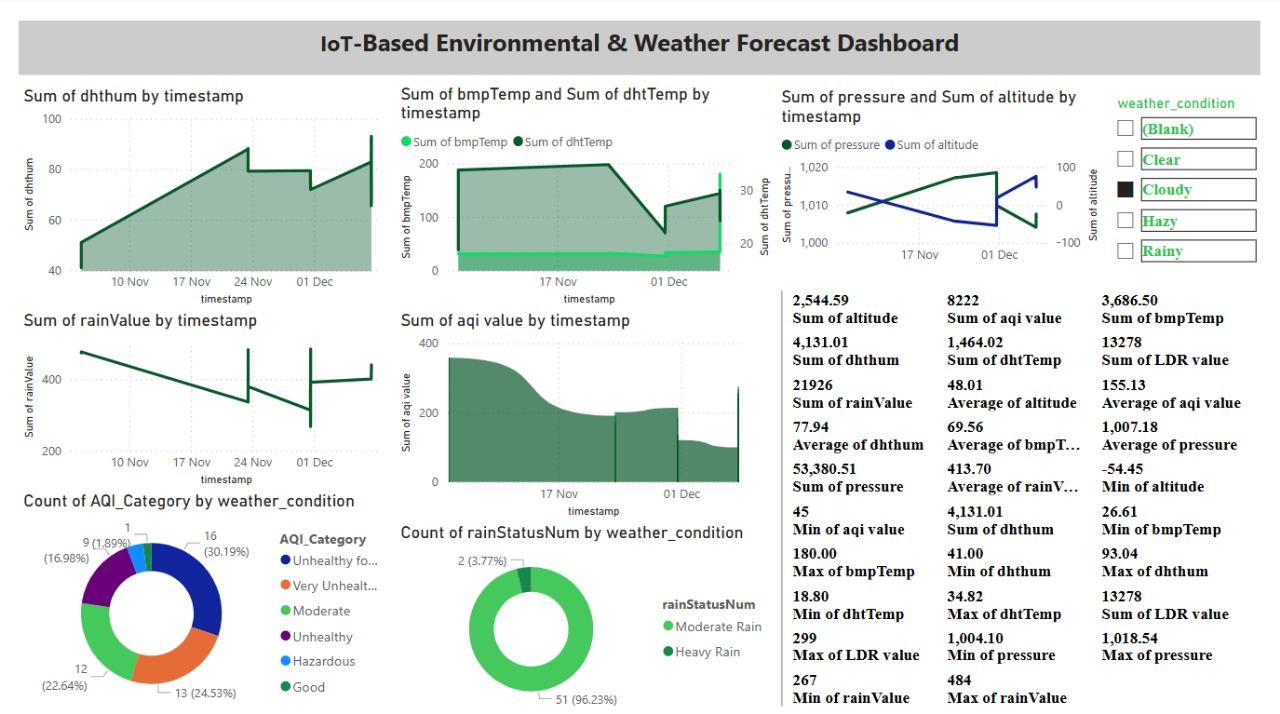 IoT-Based Environmental & Weather Forecast Dashboard
Sum of dhthum by timestamp
100
80
60
40
Sum of dhthum
10 Nov
17 Nov
24 Nov
01 Dec
timestamp
Sum of bmpTemp and Sum of dhtTemp by
timestamp
Sum of bmpTemp
Sum of dhtTemp
200
100
0
Sum of bmpTemp
30
20
Sum of dhtTemp
17 Nov
01 Dec
timestamp
Sum of pressure and Sum of altitude by
timestamp
Sum of pressure
Sum of altitude
1,020
1,010
1,000
Sum of pressu...
100
0
-100
Sum of altitude
17 Nov
01 Dec
weather_condition
(Blank)
Clear
Cloudy
Hazy
Rainy
Sum of rainValue by timestamp
400
200
Sum of rainValue
10 Nov
17 Nov
24 Nov
01 Dec
timestamp
Sum of aqi value by timestamp
400
200
0
Sum of aqi value
17 Nov
01 Dec
timestamp
Count of AQI_Category by weather_condition
1
(1.89%)
9
(16.98%)
16
(30.19%)
12
(22.64%)
13 (24.53%)
AQI_Category
Unhealthy fo...
Very Unhealt...
Moderate
Unhealthy
Hazardous
Good
Count of rainStatusNum by weather_condition
2 (3.77%)
51 (96.23%)
rainStatusNum
Moderate Rain
Heavy Rain
2,544.59
Sum of altitude
8222
Sum of aqi value
3,686.50
Sum of bmpTemp
4,131.01
Sum of dhthum
1,464.02
Sum of dhtTemp
13278
Sum of LDR value
21926
Sum of rainValue
48.01
Average of altitude
155.13
Average of aqi value
77.94
Average of dhthum
69.56
Average of bmpT...
1,007.18
Average of pressure
53,380.51
Sum of pressure
413.70
Average of rainV...
-54.45
Min of altitude
45
Min of aqi value
4,131.01
Sum of dhthum
26.61
Min of bmpTemp
180.00
Max of bmpTemp
41.00
Min of dhthum
93.04
Max of dhthum
18.80
Min of dhtTemp
34.82
Max of dhtTemp
13278
Sum of LDR value
299
Max of LDR value
1,004.10
Min of pressure
1,018.54
Max of pressure
267
Min of rainValue
484
Max of rainValue